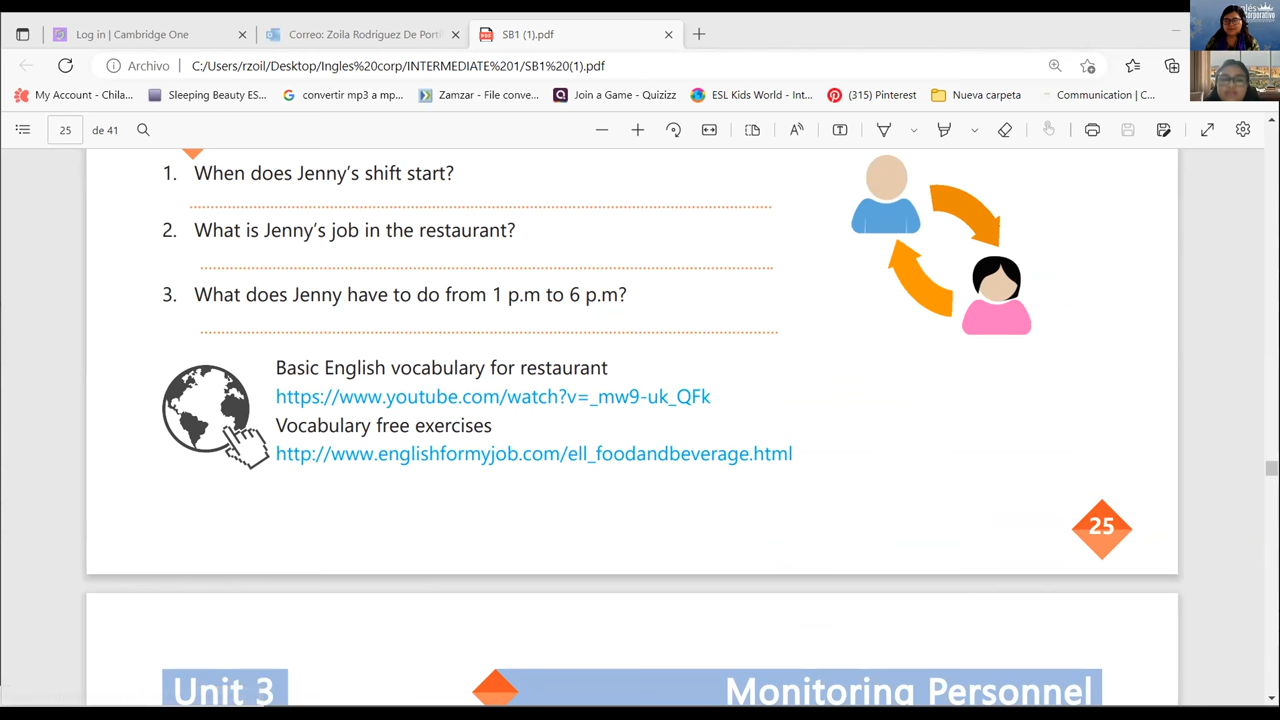 Log in | Cambridge One
Correo: Zoila Rodriguez De Porti
SB1 (1).pdf
Archivo
C:/Users/rzoil/Desktop/Ingles%20corp/INTERMEDIATE%201/SB1%20(1).pdf
My Account - Chila...
Sleeping Beauty ES...
convertir mp3 a mp...
Zamzar - File conve...
Join a Game - Quizizz
ESL Kids World - Int...
(315) Pinterest
Nueva carpeta
Communication | C...
25
de 41
1. When does Jenny's shift start?
2. What is Jenny's job in the restaurant?
3. What does Jenny have to do from 1 p.m to 6 p.m?
Basic English vocabulary for restaurant
https://www.youtube.com/watch?v=_mw9-uk_QFk
Vocabulary free exercises
http://www.englishformyjob.com/ell_foodandbeverage.html
25
Unit 3
Monitoring Personnel